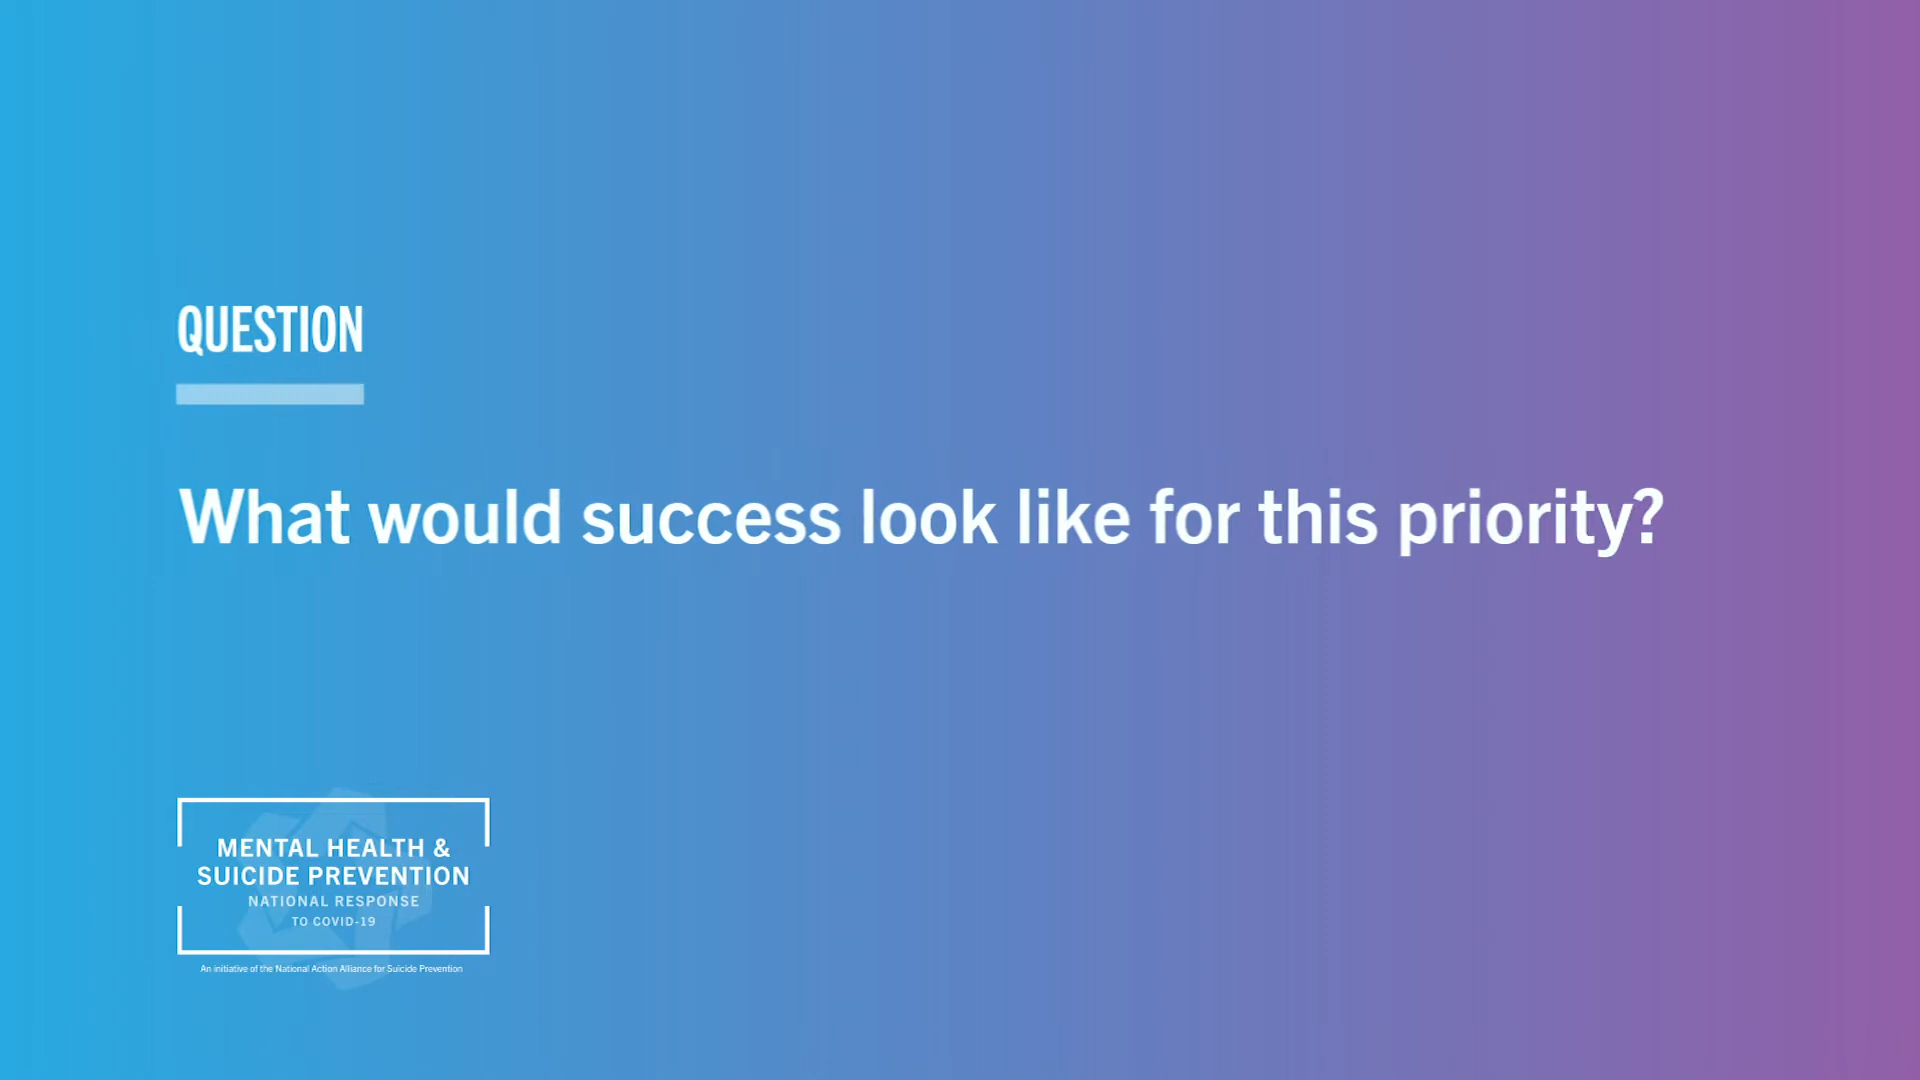 QUESTION
What would success look like for this priority?
MENTAL HEALTH &
SUICIDE PREVENTION
NATIONAL RESPONSE
TO COVID-19
An initiative of the National Action Alliance for Suicide Prevention